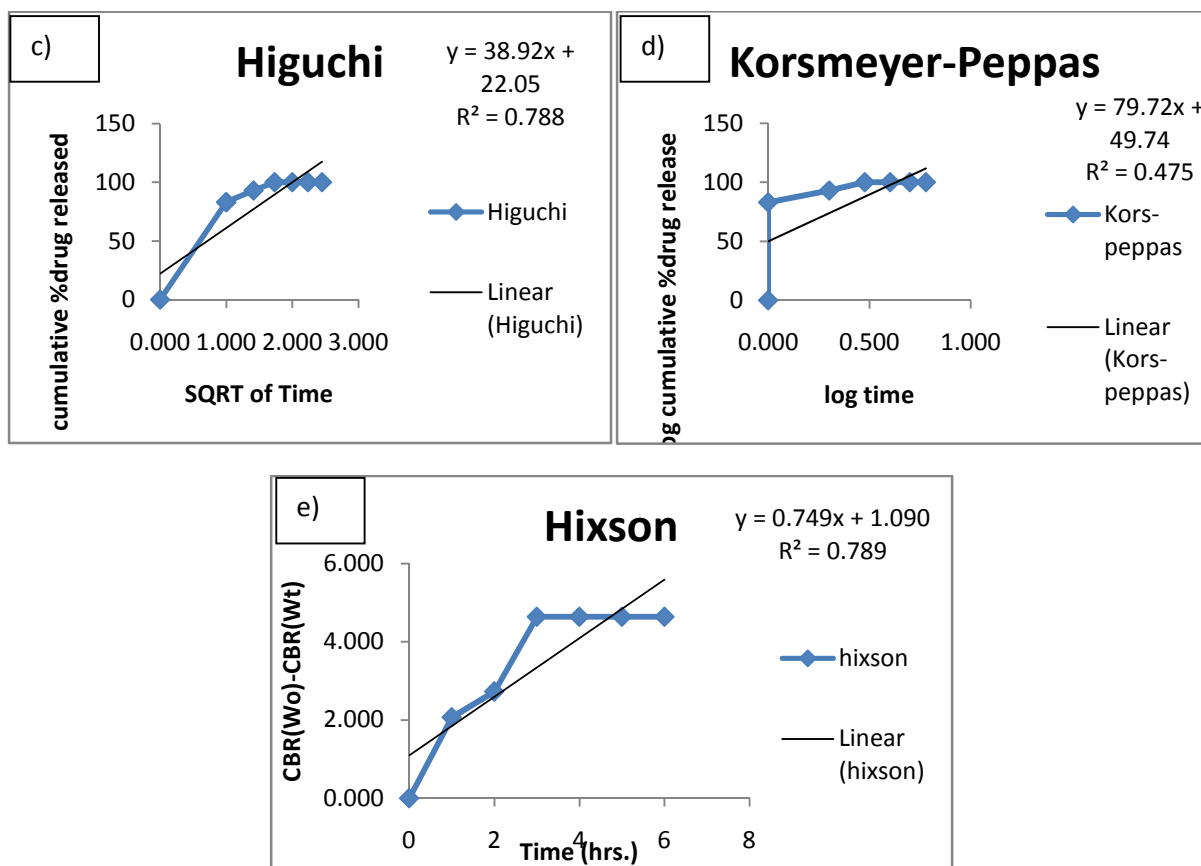 c)
Higuchi
y = 38.92x +
22.05
R² = 0.788
cumulative %drug released
150
100
50
0
0.000 1.000 2.000 3.000
SQRT of Time
Higuchi
Linear
(Higuchi)
d)
Korsmeyer-Peppas
y = 79.72x +
49.74
R² = 0.475
og cumulative %drug release
150
100
50
0
0.000 0.500 1.000
log time
Kors-
peppas
Linear
(Kors-
peppas)
e)
Hixson
y = 0.749x + 1.090
R² = 0.789
CBR(Wo)-CBR(Wt)
6.000
4.000
2.000
0.000
0 2 4 6 8
Time (hrs.)
hixson
Linear
(hixson)